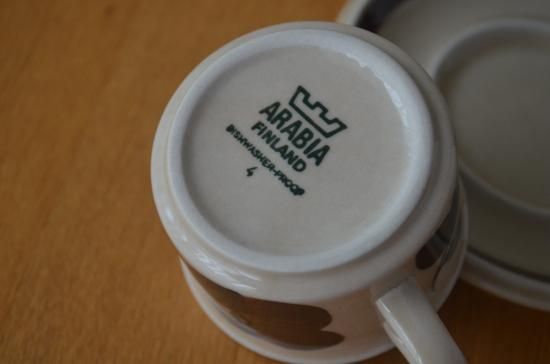 ARABIA
FINLAND
DISHWASHER-PROOF
4